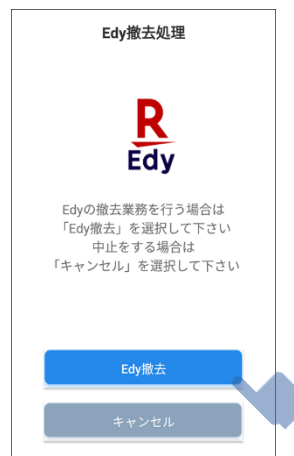 Edy撤去処理
R
Edy
Edyの撤去業務を行う場合は
「Edy撤去」を選択して下さい
中止をする場合は
「キャンセル」を選択して下さい
Edy撤去
キャンセル